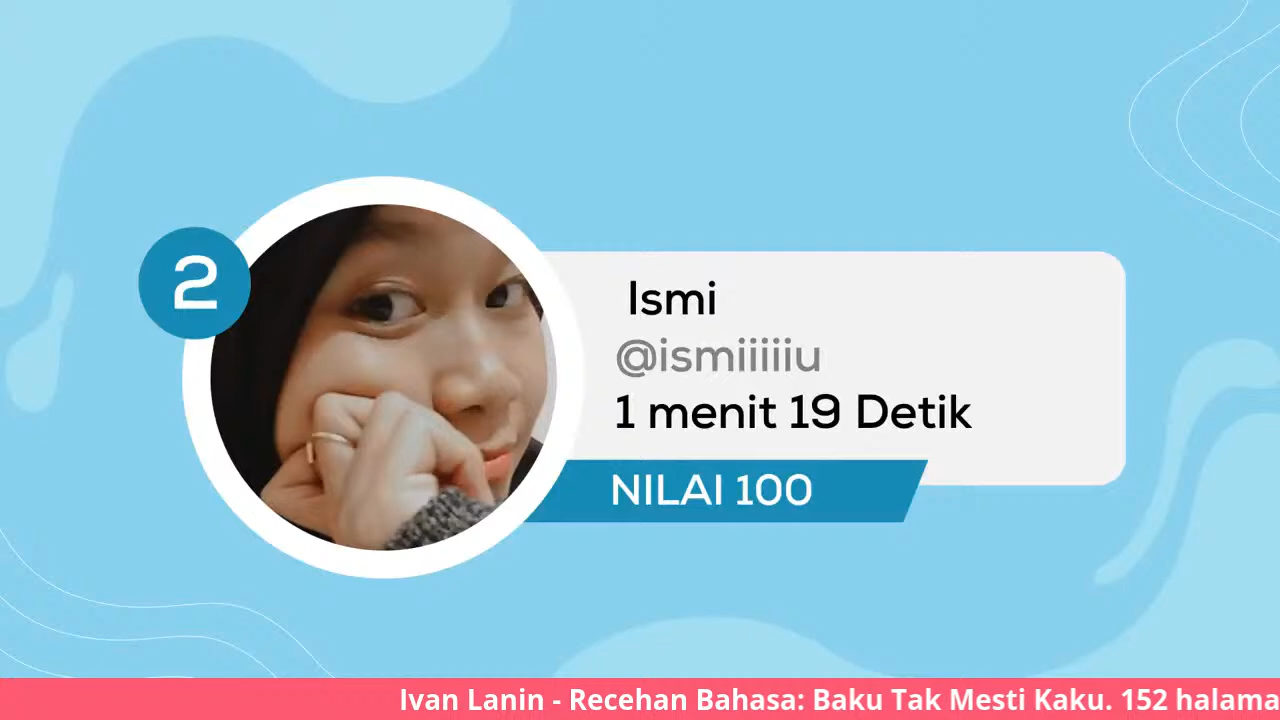 2
Ismi
@ismiiiiiu
1 menit 19 Detik
NILAI 100
Ivan Lanin - Recehan Bahasa: Baku Tak Mesti Kaku. 152 halama